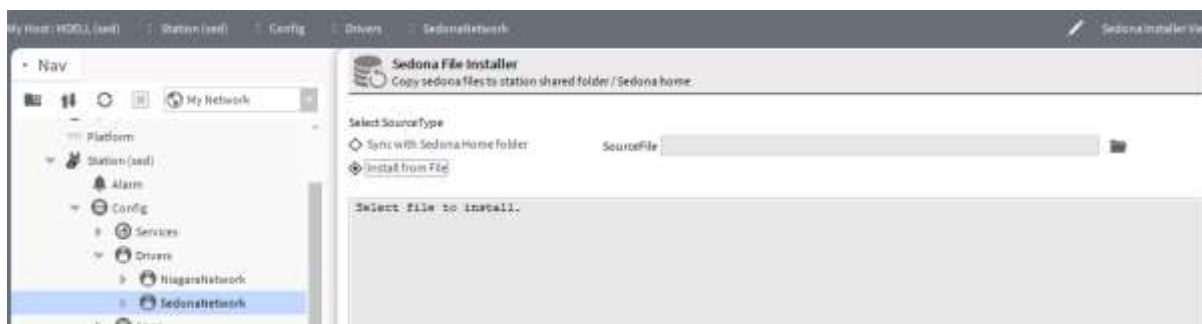 My Host : HDELL (sed) : Station (sed) : Config : Drivers : SedonaNetwork
Sedona Installer Vie
Nav
Sedona File Installer
Copy sedona files to station shared folder / Sedona home
My Network
Select SourceType
Platform
Sync with Sedona Home folder
SourceFile
Station (sed)
Install from File
Alarm
Config
Select file to install.
Services
Drivers
NiagaraNetwork
SedonaNetwork